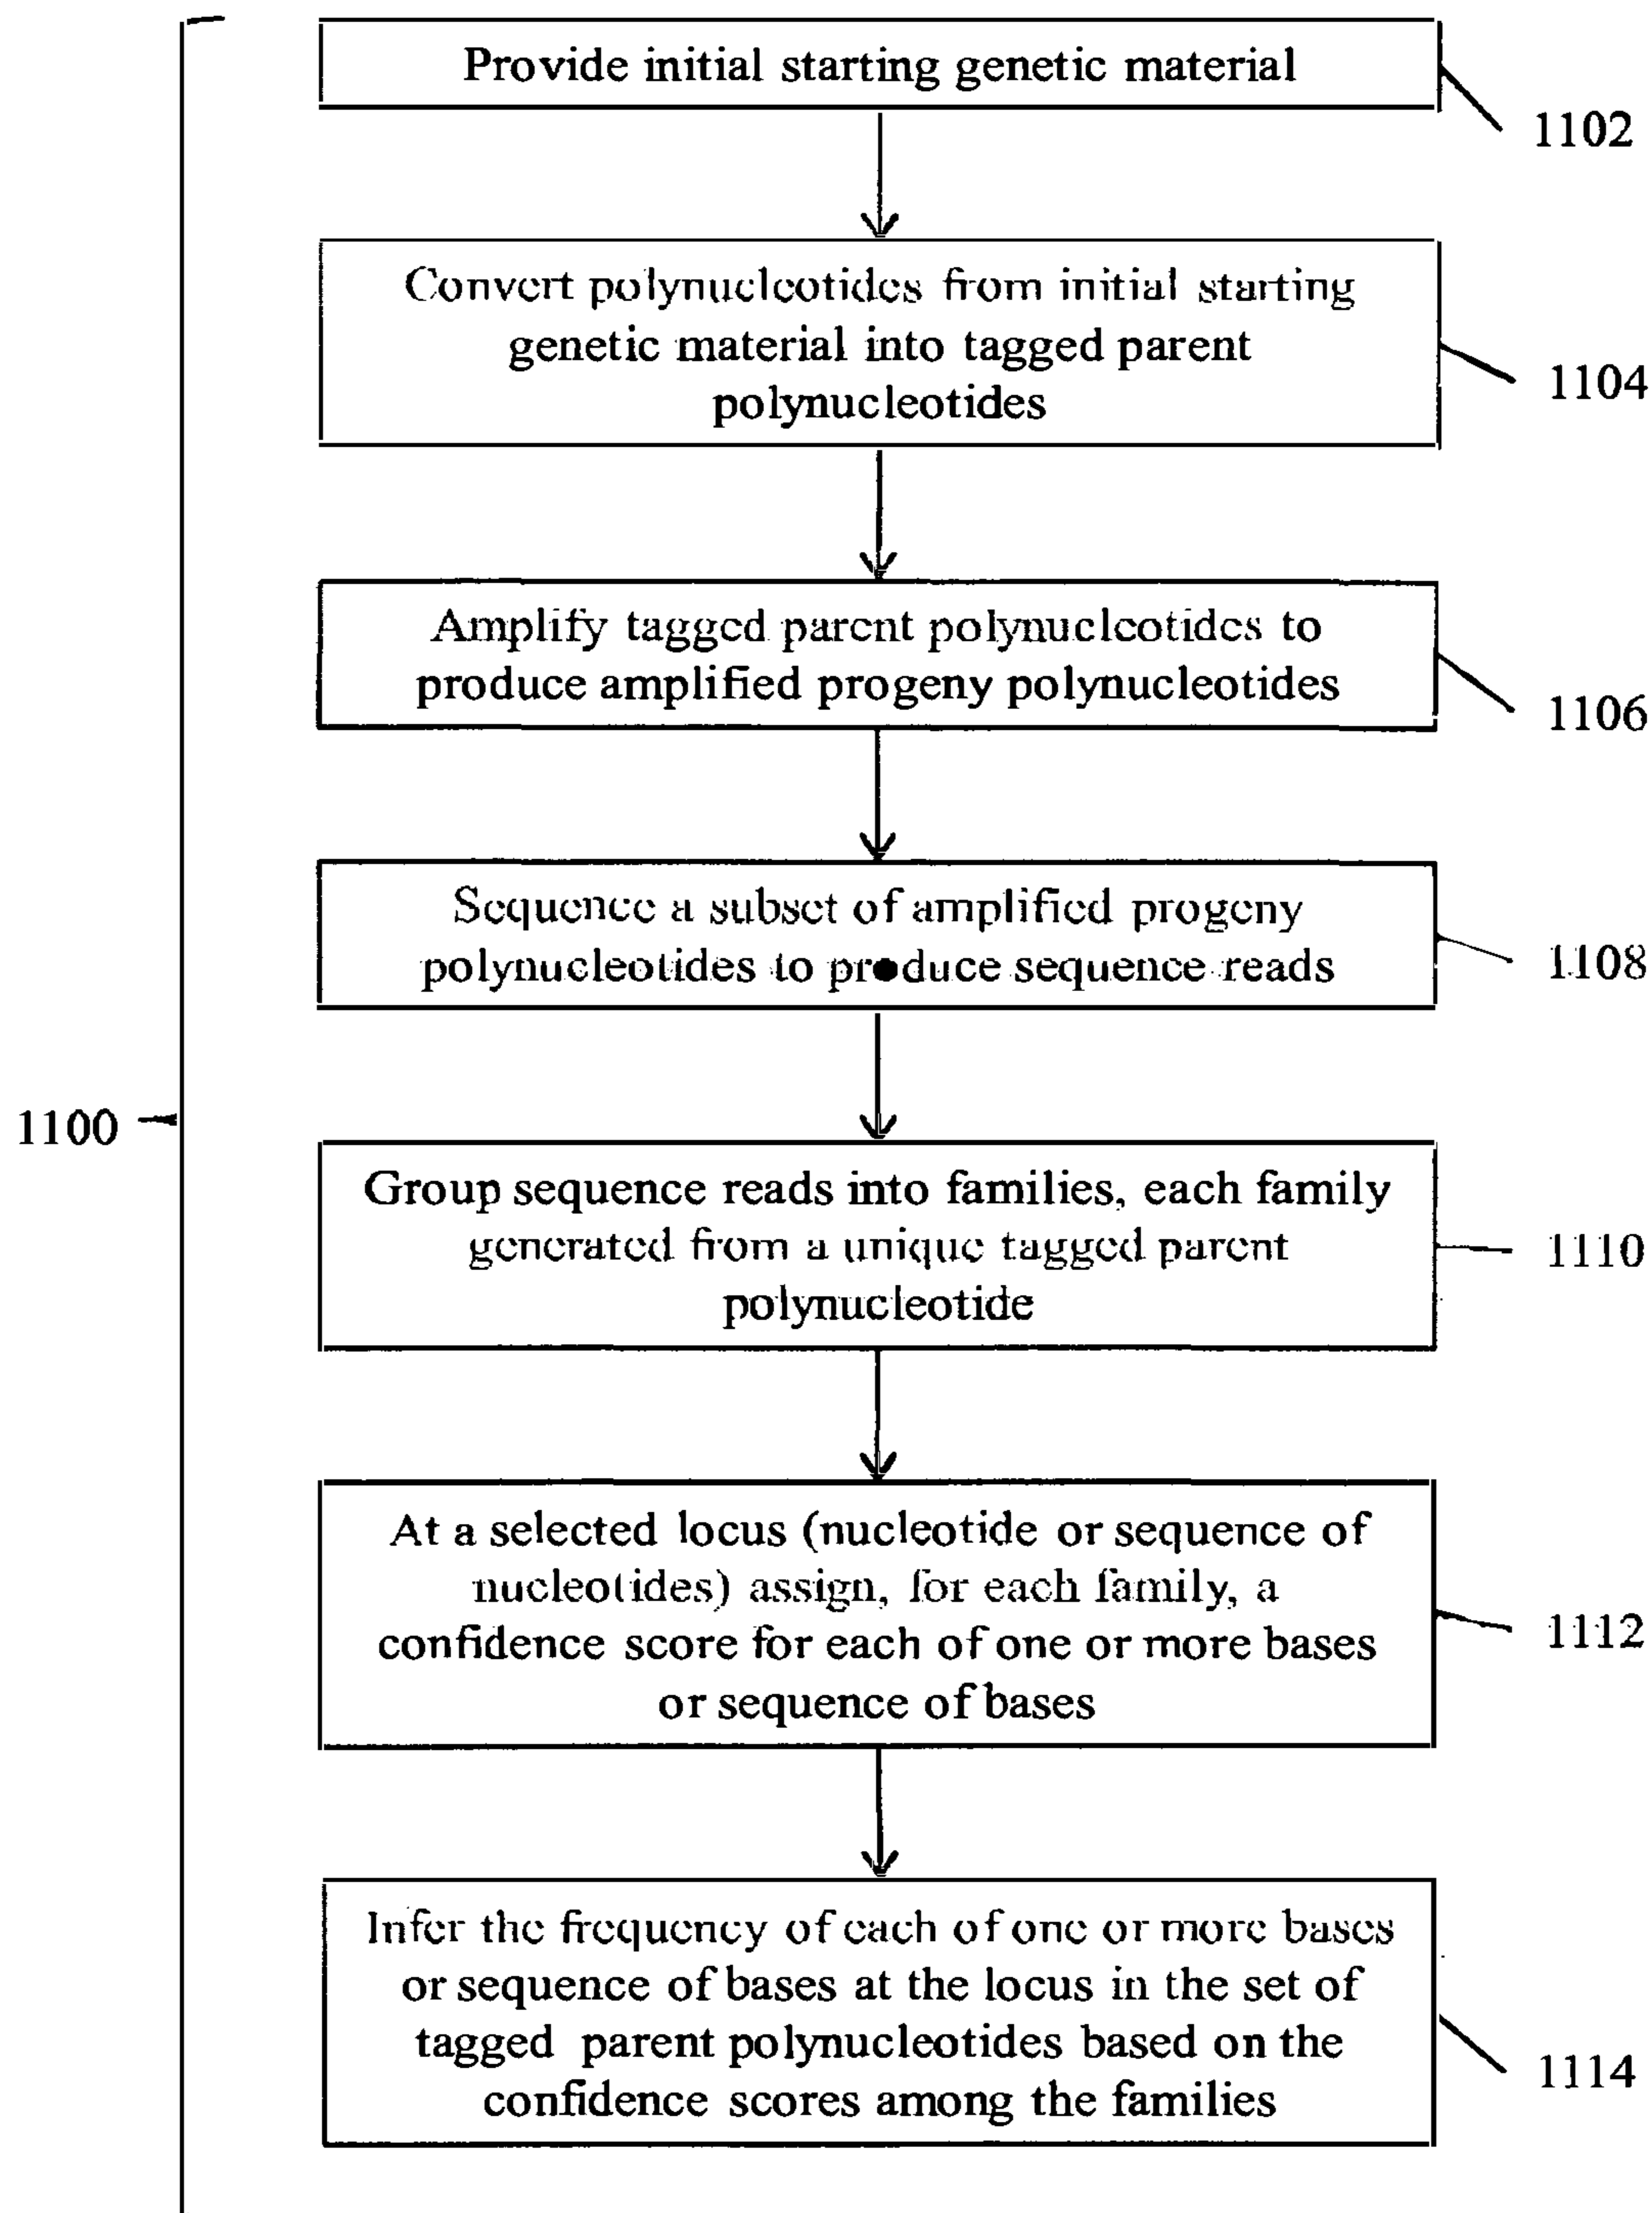 Provide initial starting genetic material
1102
Convert polynucleotides from initial starting
genetic material into tagged parent
polynucleotides
1104
Amplify tagged parent polynucleotides to
produce amplified progeny polynucleotides
1106
Sequence a subset of amplified progeny
polynucleotides to produce sequence reads
1108
1100
Group sequence reads into families, each family
generated from a unique tagged parent
polynucleotide
1110
At a selected locus (nucleotide or sequence of
nucleotides) assign, for each family, a
confidence score for each of one or more bases
or sequence of bases
1112
Infer the frequency of each of one or more bases
or sequence of bases at the locus in the set of
tagged parent polynucleotides based on the
confidence scores among the families
1114